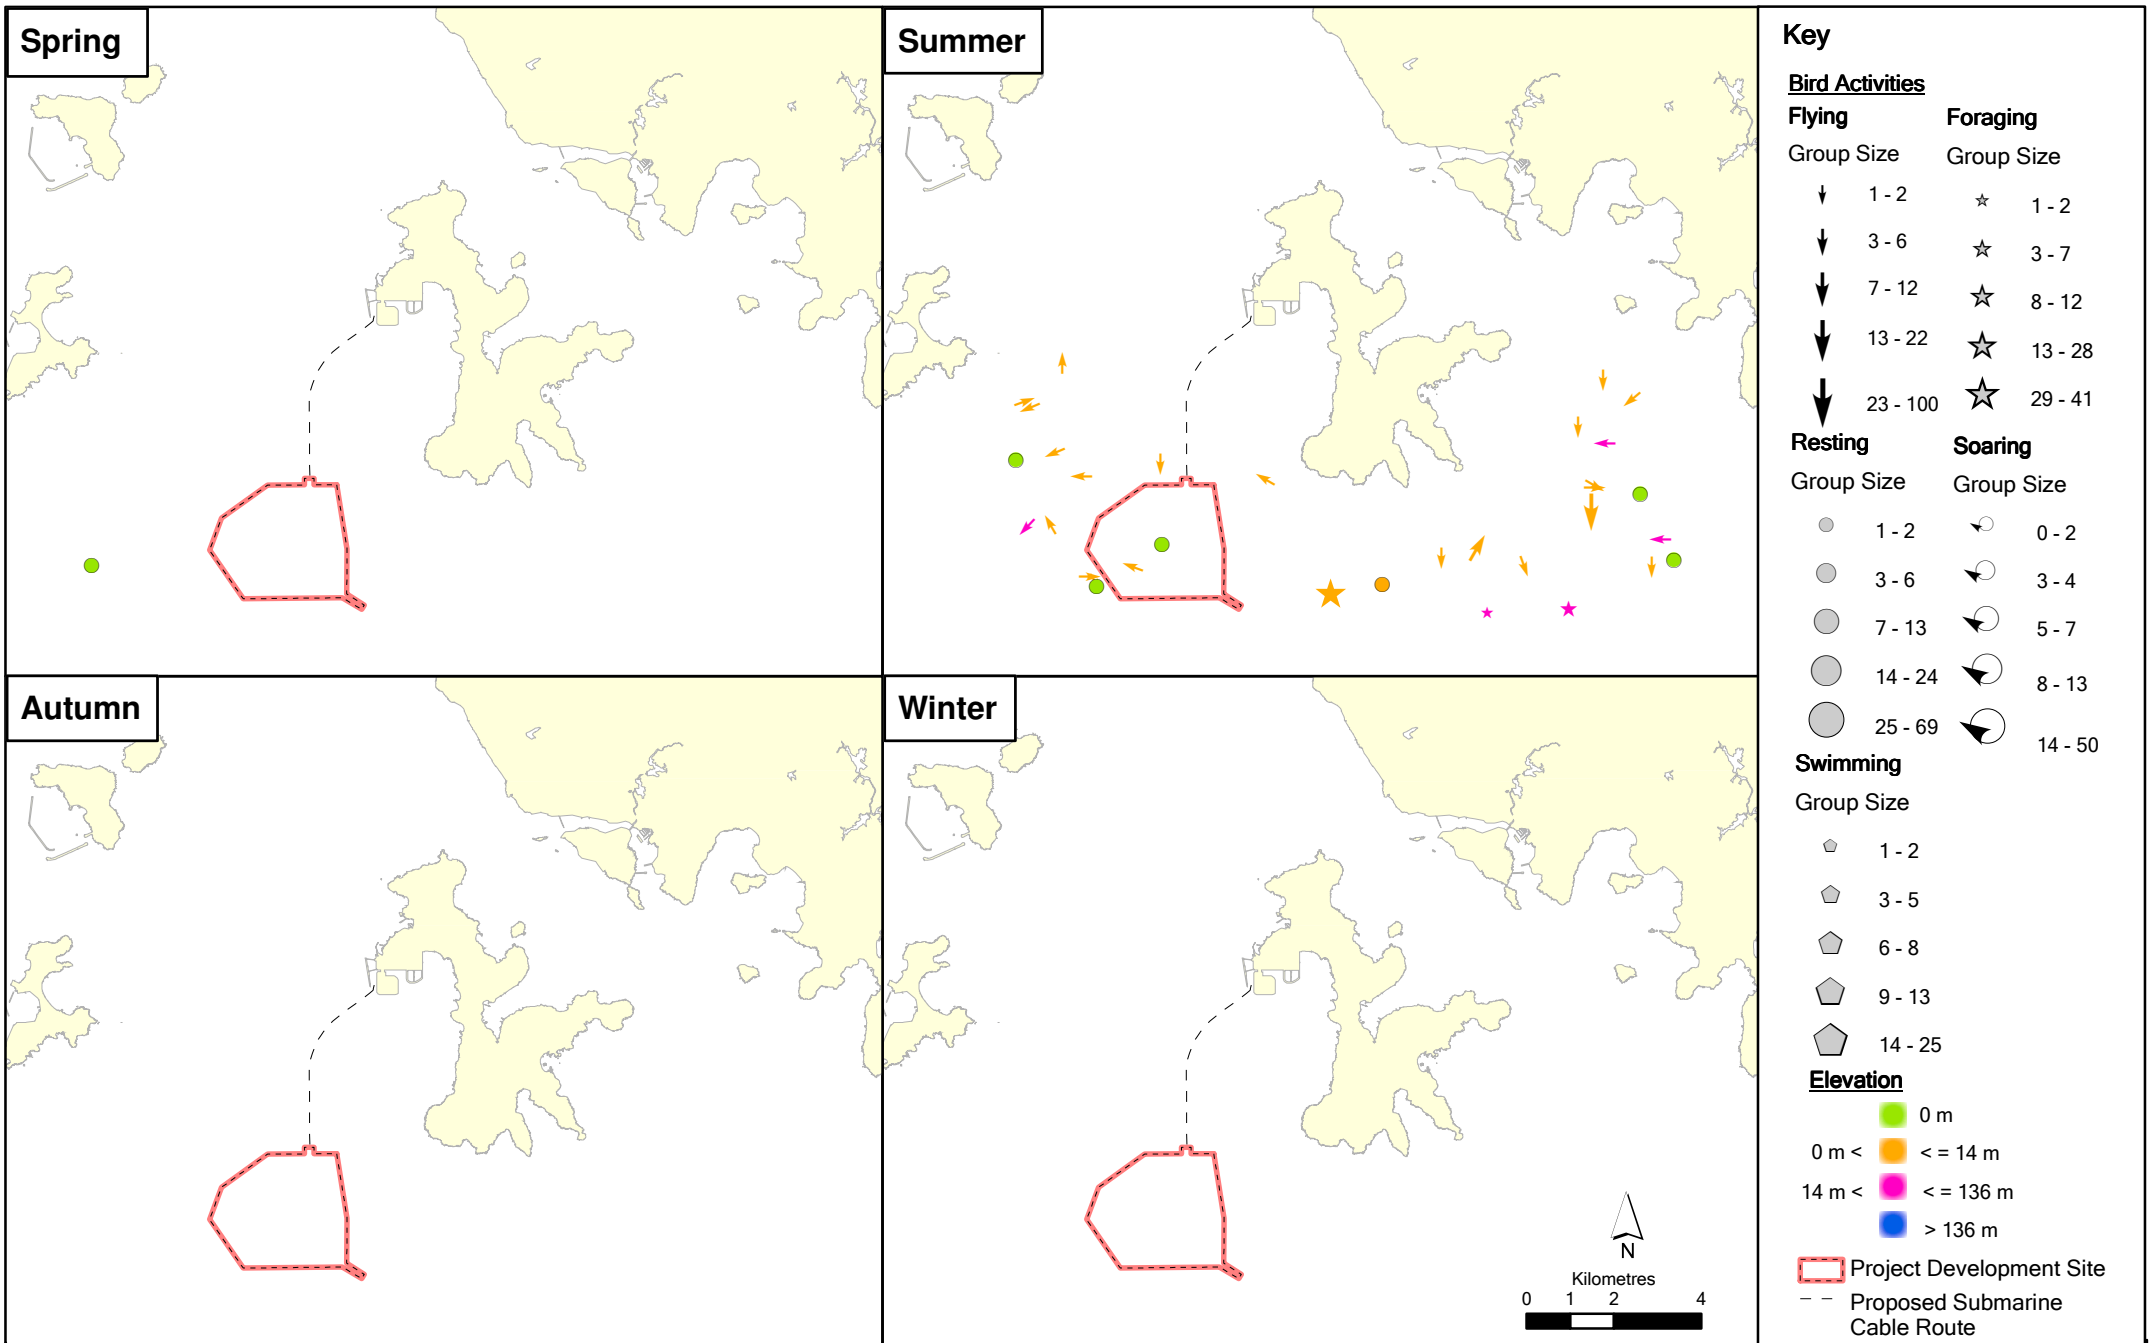 Spring
Summer
Autumn
Winter
N
Kilometres
0 1 2 4
Key
Bird Activities
Flying
Group Size
1 - 2
3 - 6
7 - 12
13 - 22
23 - 100
Foraging
Group Size
1 - 2
3 - 7
8 - 12
13 - 28
29 - 41
Resting
Group Size
1 - 2
3 - 6
7 - 13
14 - 24
25 - 69
Soaring
Group Size
0 - 2
3 - 4
5 - 7
8 - 13
14 - 50
Swimming
Group Size
1 - 2
3 - 5
6 - 8
9 - 13
14 - 25
Elevation
0 m
0 m < < = 14 m
14 m < < = 136 m
> 136 m
Project Development Site
Proposed Submarine
Cable Route